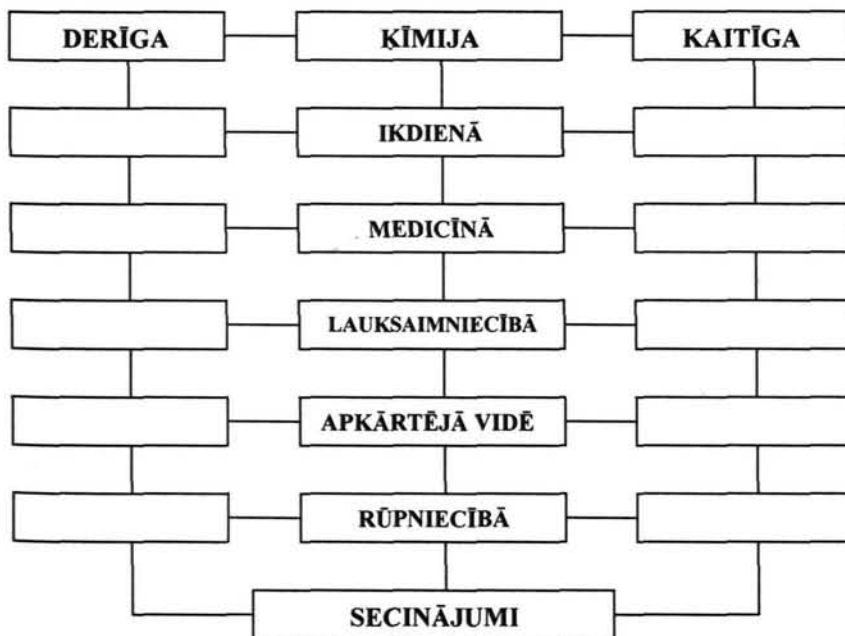 DERĪGA ĶĪMIJA KAITĪGA
IKDIENĀ
MEDICĪNĀ
LAUKSAIMNIECĪBĀ
APKĀRTĒJĀ VIDĒ
RŪPNIECĪBĀ
SECINĀJUMI